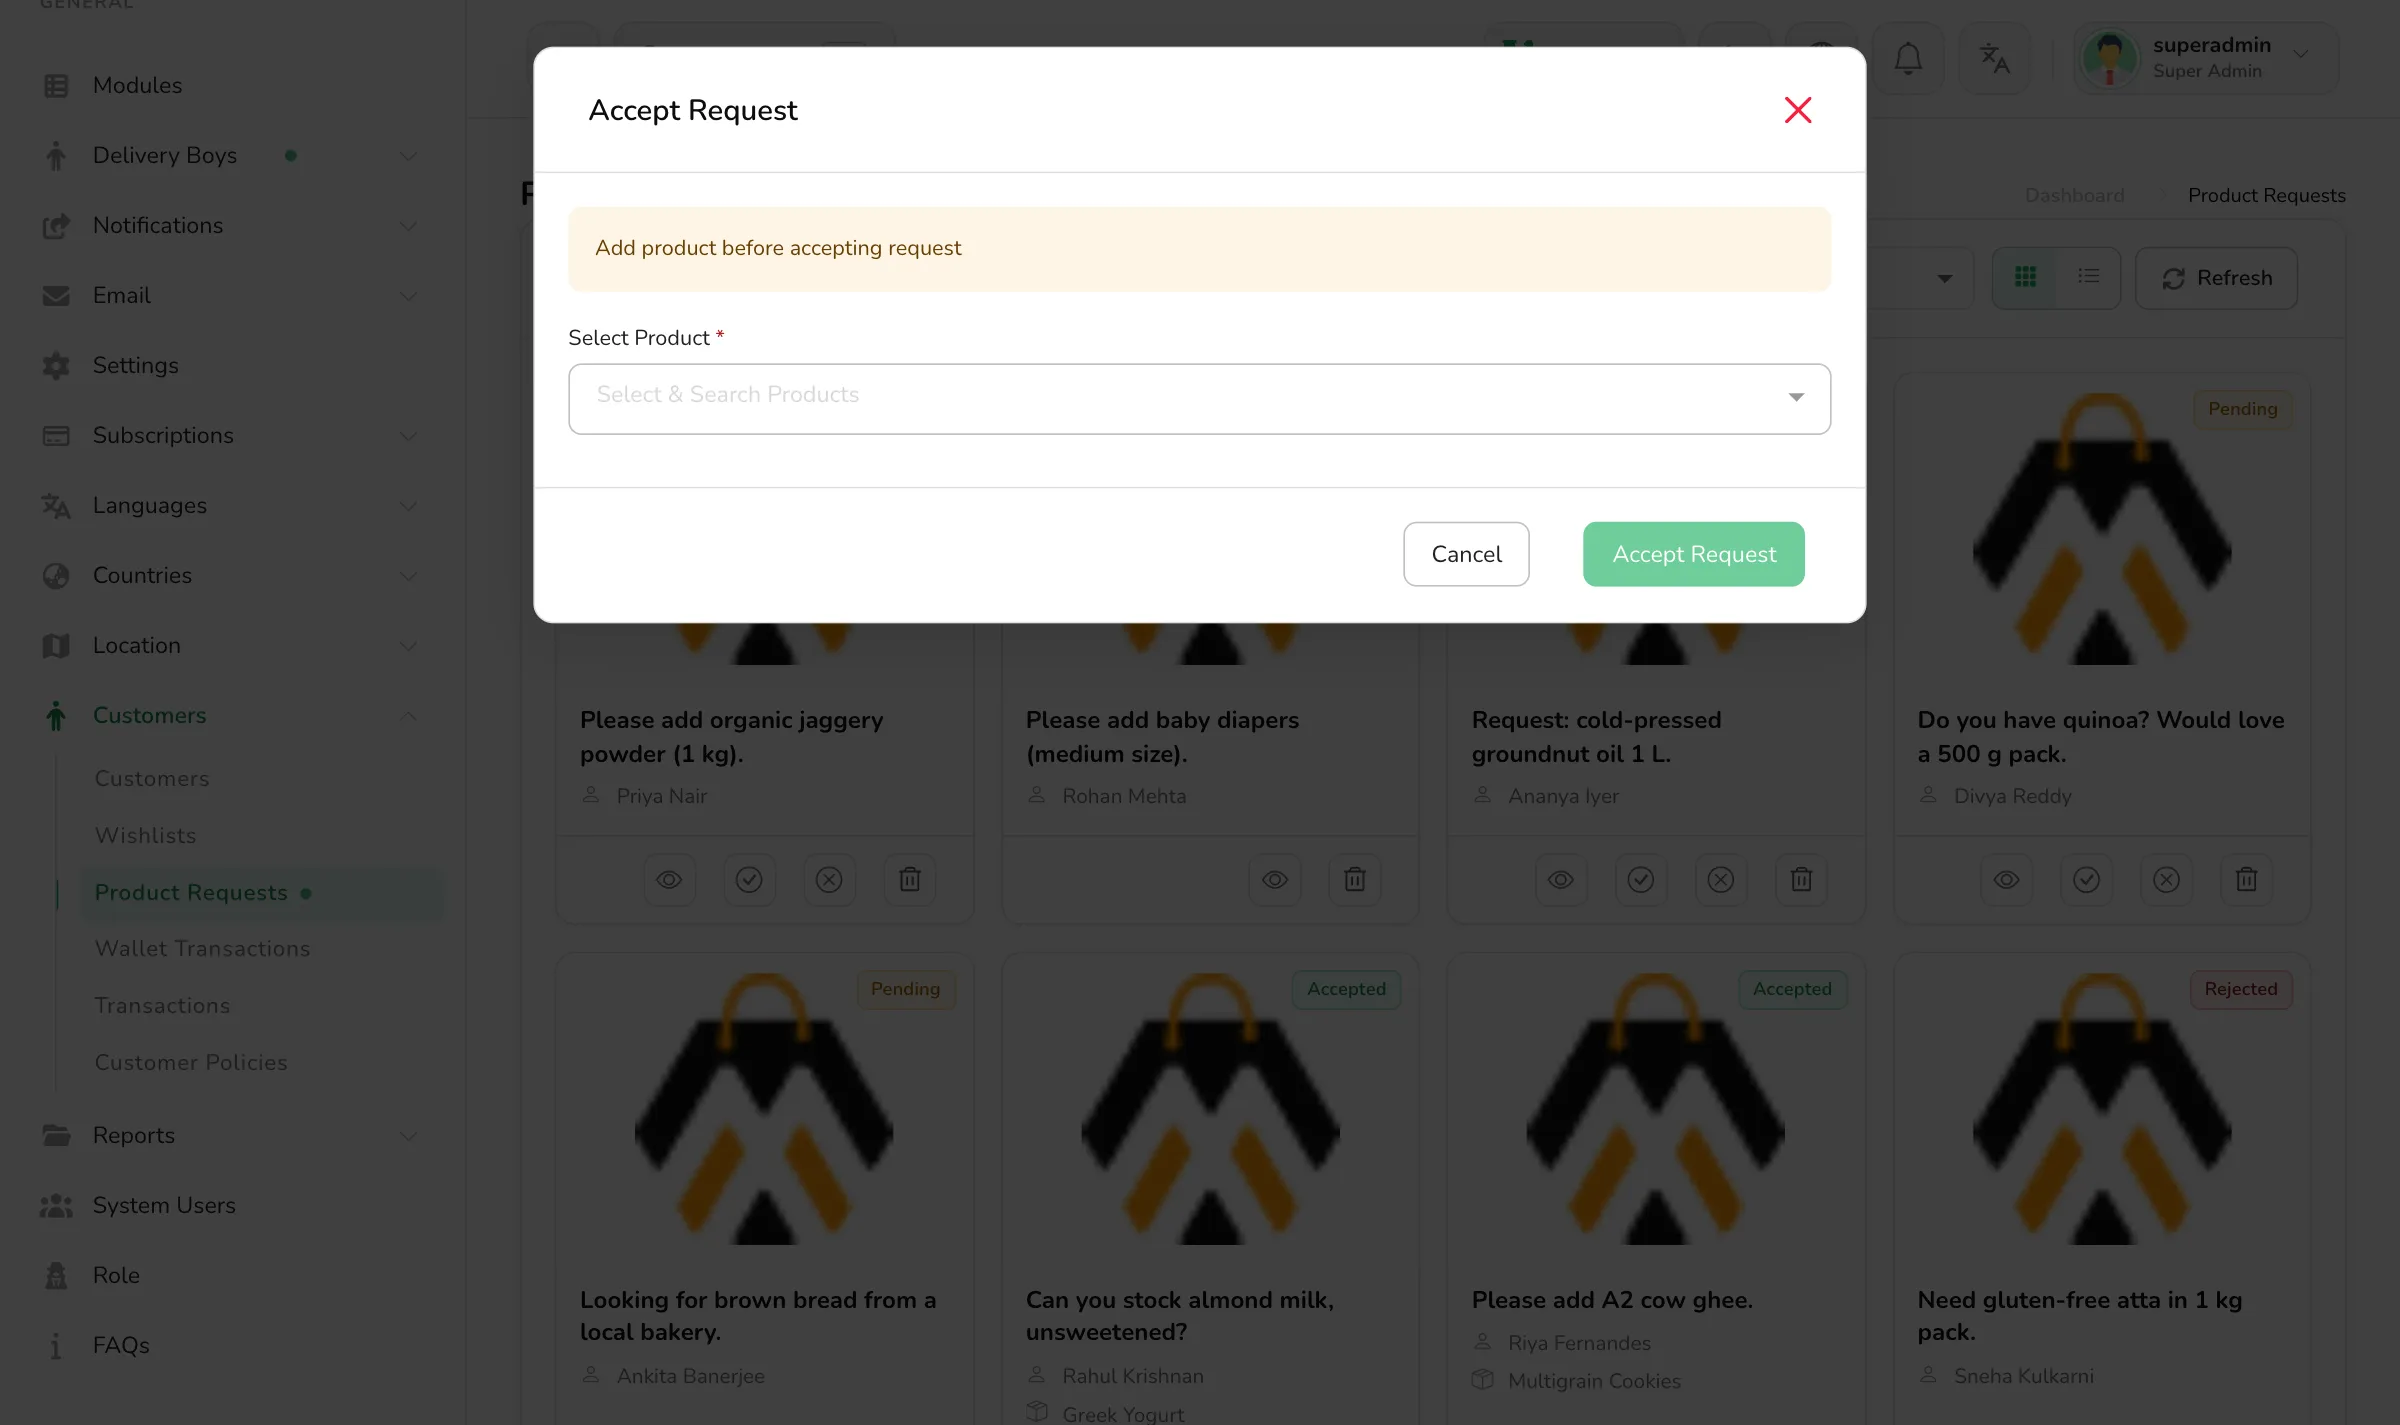 GENERAL
Modules
Delivery Boys
Notifications
Email
Settings
Subscriptions
Languages
Countries
Location
Customers
Customers
Wishlists
Product Requests
Wallet Transactions
Transactions
Customer Policies
Reports
System Users
Role
FAQs
superadmin
Super Admin
Dashboard
Product Requests
Refresh
Accept Request
Add product before accepting request
Select Product *
Select & Search Products
Cancel
Accept Request
Pending
Please add organic jaggery
powder (1 kg).
Priya Nair
Please add baby diapers
(medium size).
Rohan Mehta
Request: cold-pressed
groundnut oil 1 L.
Ananya Iyer
Do you have quinoa? Would love
a 500 g pack.
Divya Reddy
Pending
Looking for brown bread from a
local bakery.
Ankita Banerjee
Accepted
Can you stock almond milk,
unsweetened?
Rahul Krishnan
Greek Yogurt
Accepted
Please add A2 cow ghee.
Riya Fernandes
Multigrain Cookies
Rejected
Need gluten-free atta in 1 kg
pack.
Sneha Kulkarni